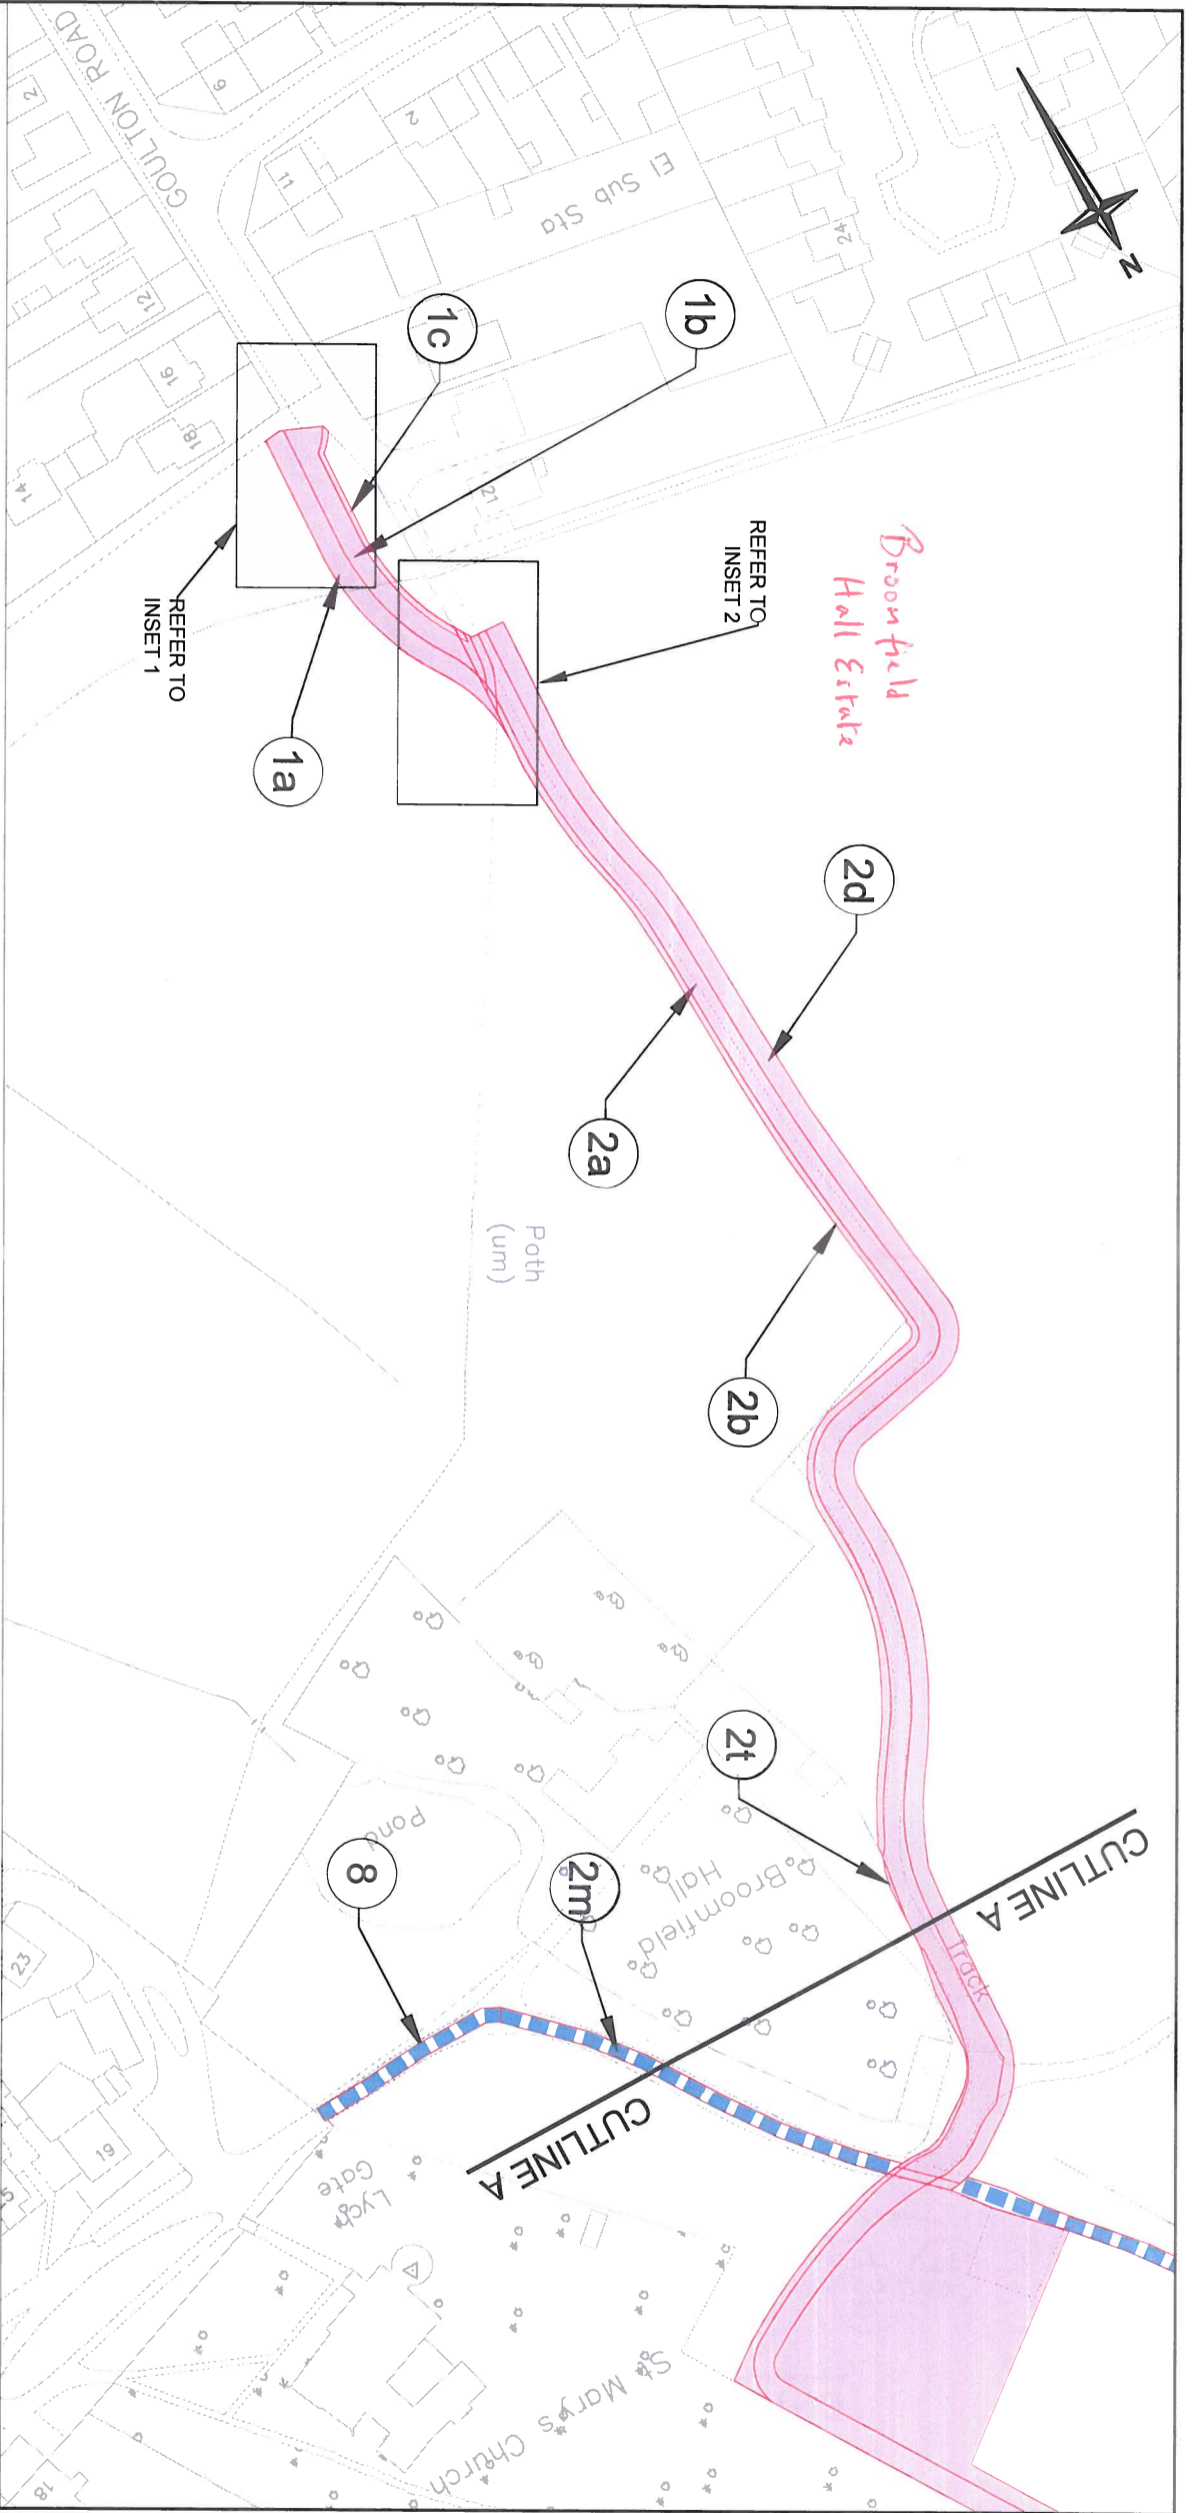 COULTON ROAD
2
6
11
2
El Sub Sta
24
12
16
18
14
21
N
1c
1b
1a
REFER TO
INSET 1
REFER TO
INSET 2
Broomfield
Hall Estate
2d
2a
2b
Path
(um)
2t
CUTLINE A
CUTLINE A
Track
Broomfield
Hall
Pond
8
2m
23
19
Lych
Gate
St Marys Church
18